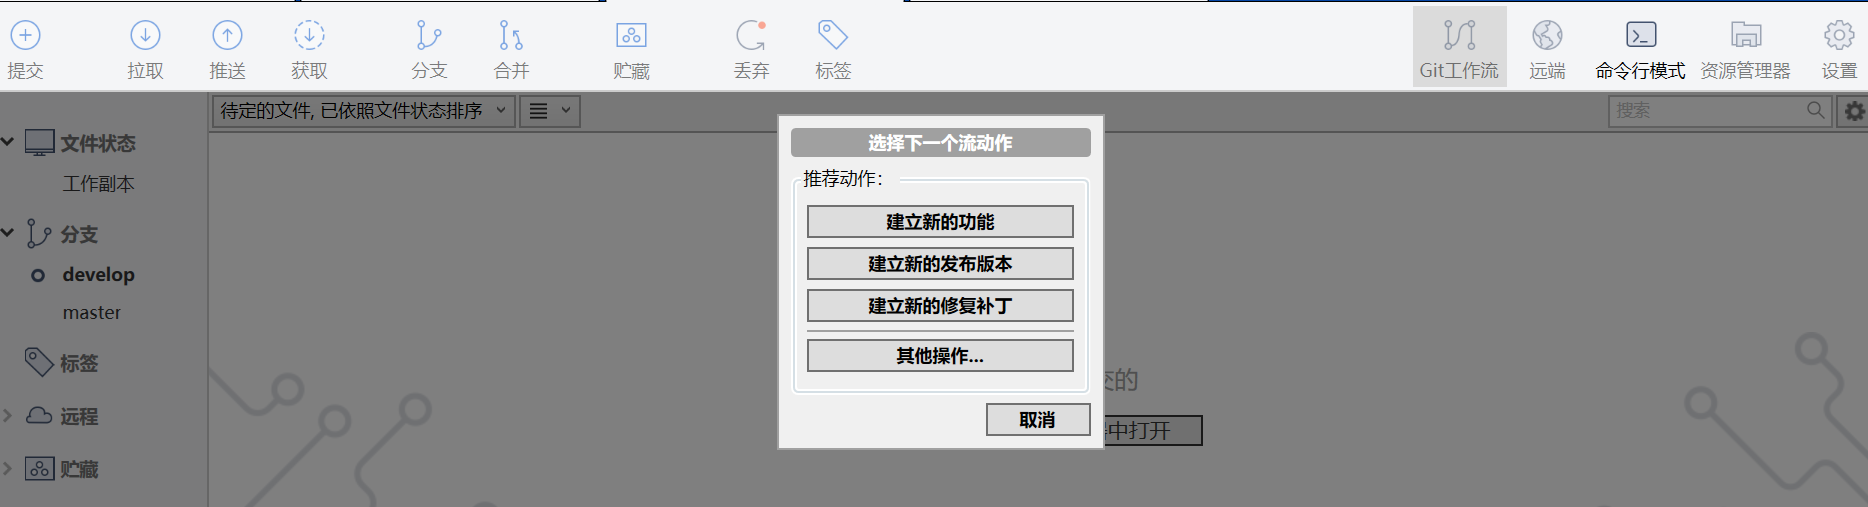 提交
拉取
推送
获取
分支
合并
贮藏
丢弃
标签
Git工作流
远端
命令行模式
资源管理器
设置
待定的文件, 已依照文件状态排序
搜索
文件状态
工作副本
分支
develop
master
标签
远程
贮藏
选择下一个流动作
推荐动作：
建立新的功能
建立新的发布版本
建立新的修复补丁
其他操作...
取消
交的
中打开